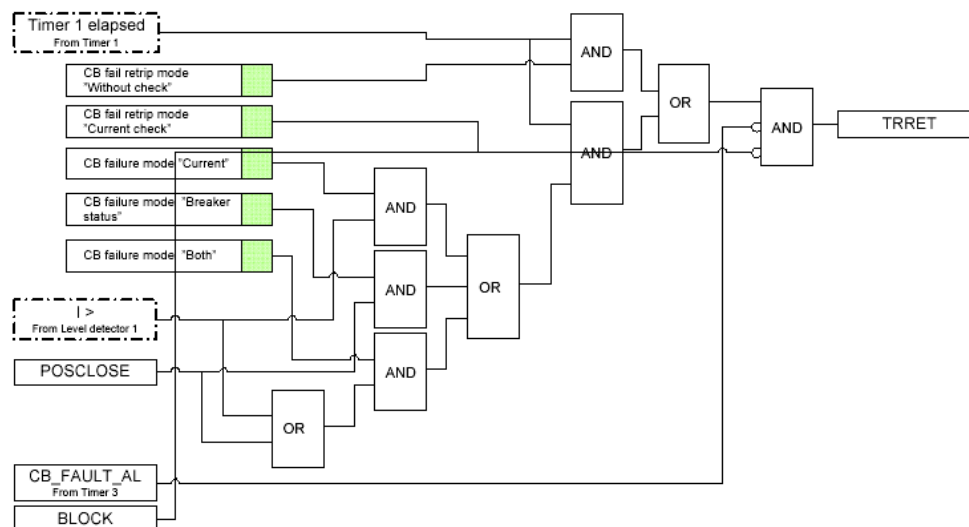 Timer 1 elapsed
From Timer 1
CB fail retrip mode
"Without check"
CB fail retrip mode
"Current check"
CB failure mode "Current"
CB failure mode "Breaker
status"
CB failure mode "Both"
I >
From Level detector 1
POSCLOSE
CB_FAULT_AL
From Timer 3
BLOCK
AND
AND
AND
OR
AND
AND
OR
OR
AND
AND
TRRET